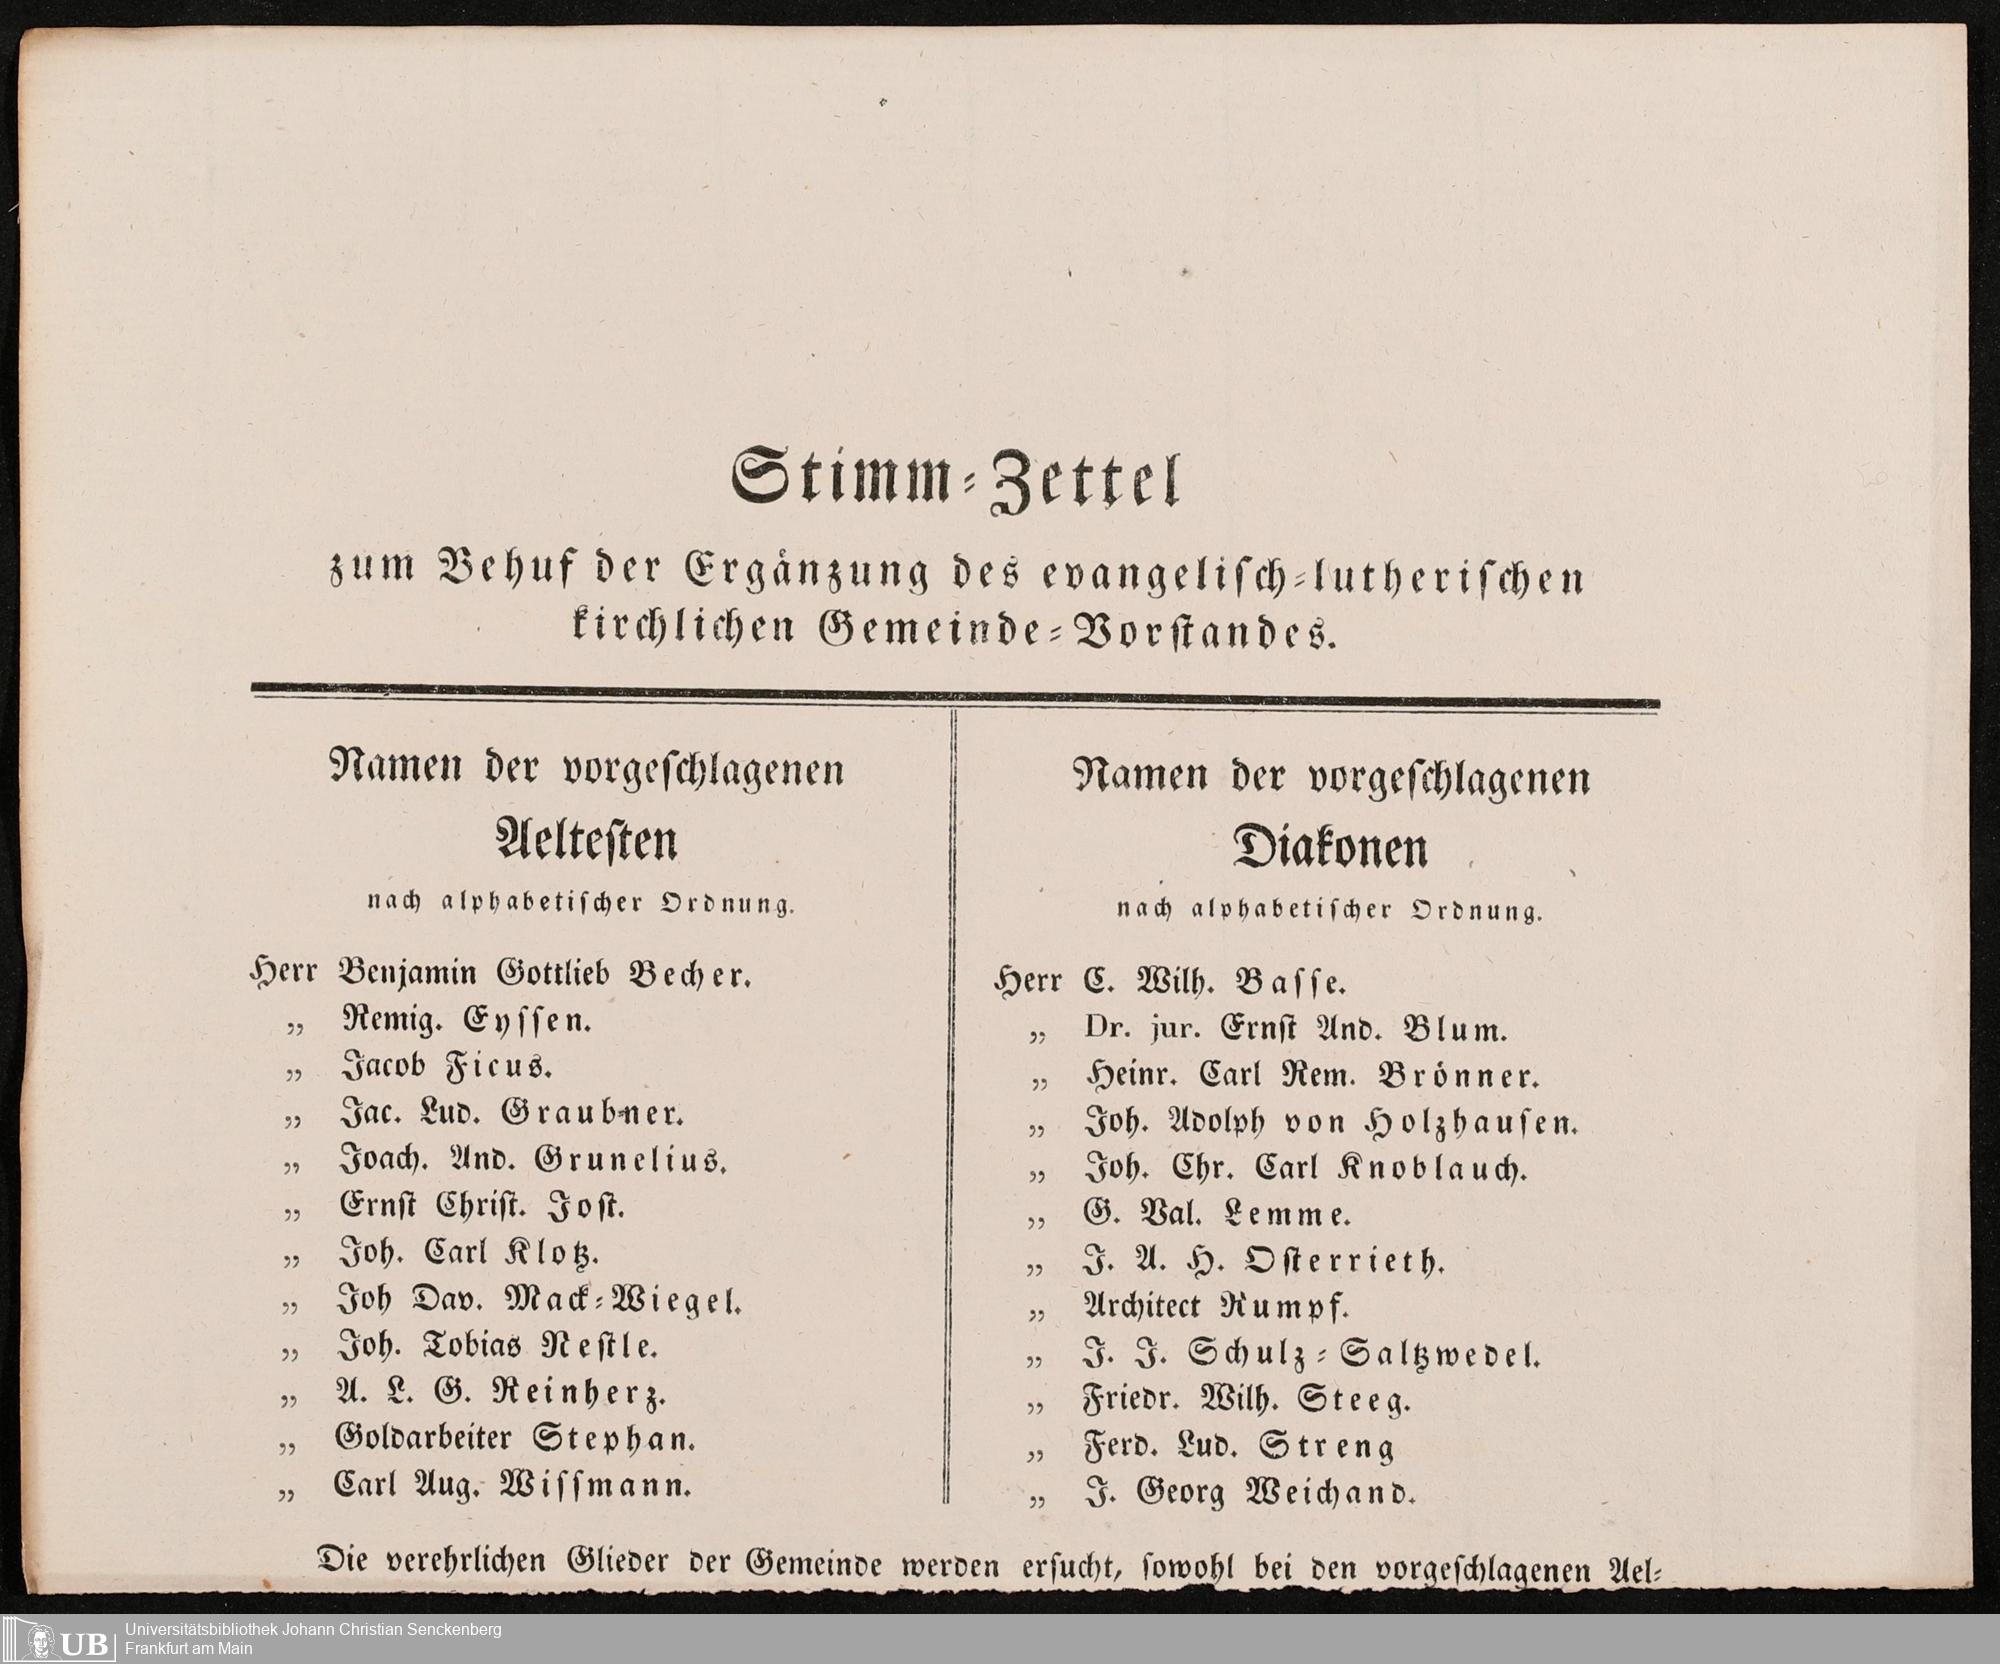 Stimm-Zettel
zum Behuf der Ergänzung des evangelisch-lutherischen
kirchlichen Gemeinde-Vorstandes.
Namen der vorgeschlagenen
Aeltesten
nach alphabetischer Ordnung.
Herr Benjamin Gottlieb Becher.
„ Remig. Eyssen.
„ Jacob Ficus.
„ Jac. Lud. Graubner.
„ Joach. And. Grunelius.
„ Ernst Christ. Jost.
„ Joh. Carl Klotz.
„ Joh Dav. Mack-Wiegel.
„ Joh. Tobias Nestle.
„ A. L. G. Reinherz.
„ Goldarbeiter Stephan.
„ Carl Aug. Wissmann.
Namen der vorgeschlagenen
Diakonen
nach alphabetischer Ordnung.
Herr C. Wilh. Basse.
„ Dr. jur. Ernst And. Blum.
„ Heinr. Carl Rem. Brönner.
„ Joh. Adolph von Holzhausen.
„ Joh. Chr. Carl Knoblauch.
„ G. Val. Lemme.
„ J. A. H. Osterrieth.
„ Architect Rumpf.
„ J. J. Schulz-Saltzwedel.
„ Friedr. Wilh. Steeg.
„ Ferd. Lud. Streng
„ J. Georg Weichand.
Die verehrlichen Glieder der Gemeinde werden ersucht, sowohl bei den vorgeschlagenen Ael-
UB
Universitätsbibliothek Johann Christian Senckenberg
Frankfurt am Main